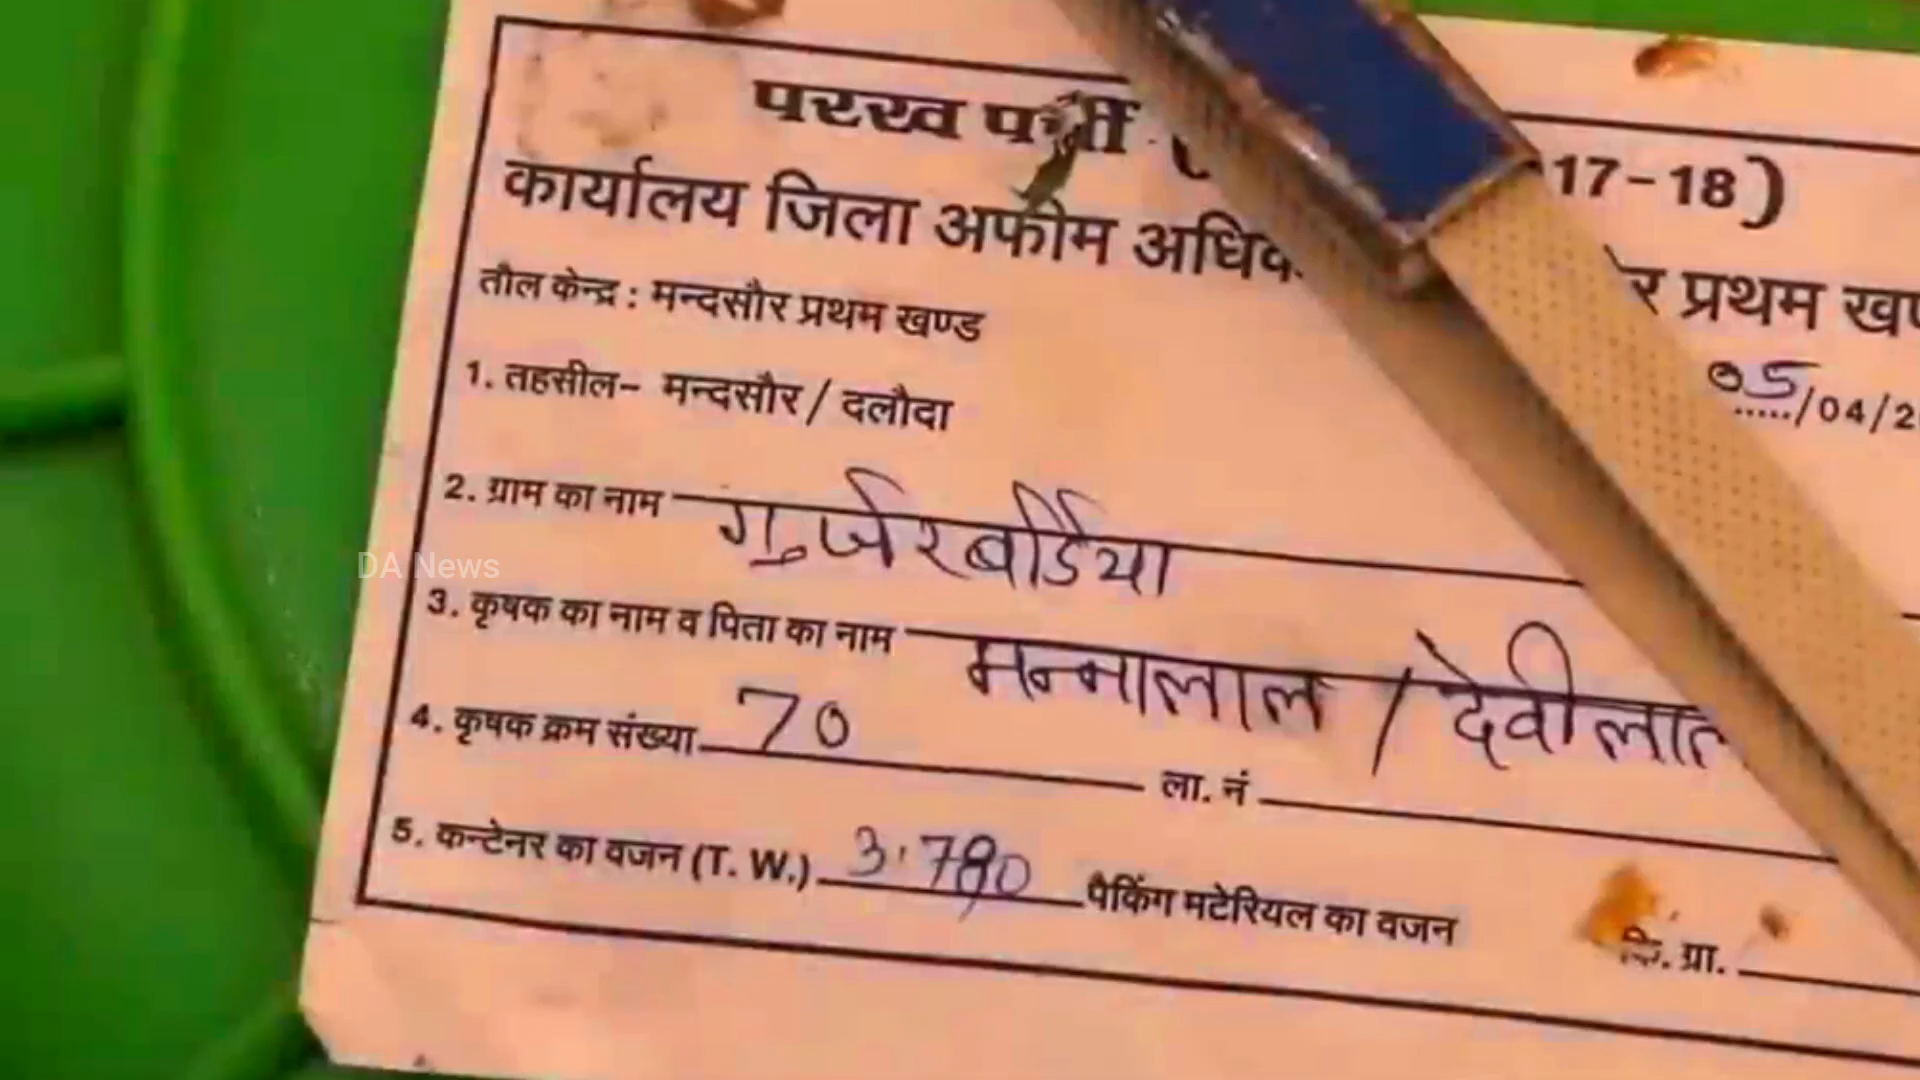 परख पर्ची ( 17-18)
कार्यालय जिला अफीम प्रथम
तौल केन्द्र : मन्दसौर प्रथम खण्ड
05/04/2
1. तहसील- मन्दसौर / दलौदा
2. ग्राम का नाम गुर्जरबर्डिया
3. कृषक का नाम व पिता का नाम मन्नालाल / देवीलाल
4. कृषक क्रम संख्या 70 ला. नं
5. कन्टेनर का वजन (T. W.) 3.790 पैकिंग मटेरियल का वजन कि. ग्रा.
DA News